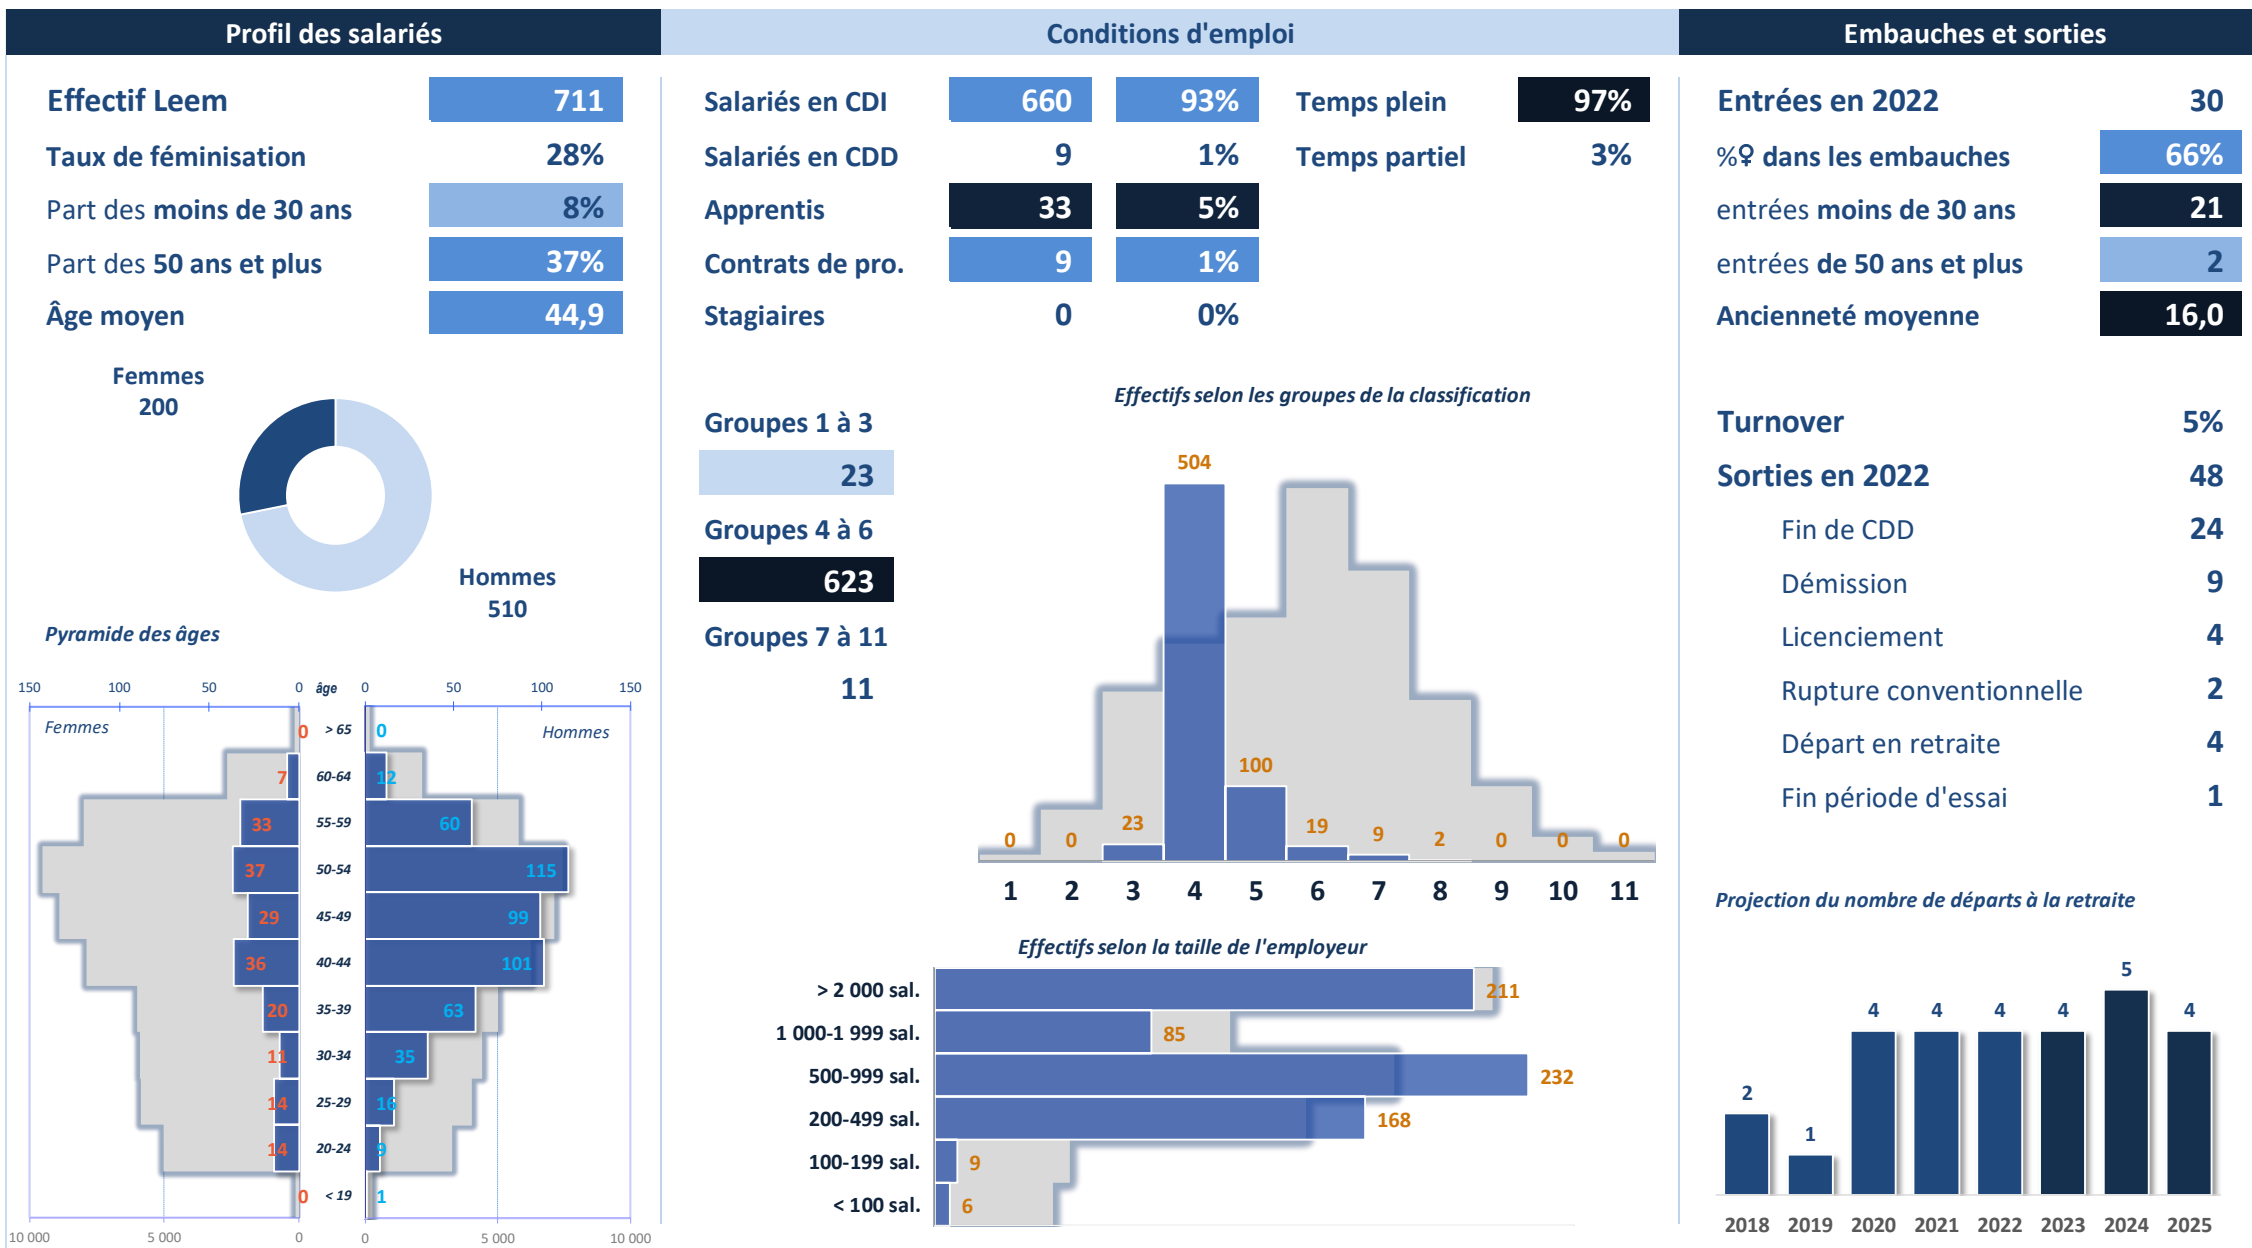 Profil des salariés
Effectif Leem 711
Taux de féminisation 28%
Part des moins de 30 ans 8%
Part des 50 ans et plus 37%
Âge moyen 44,9
Femmes
200
Hommes
510
Pyramide des âges
150 100 50 0 âge 0 50 100 150
Femmes Hommes
0 > 65 0
7 60-64 12
33 55-59 60
37 50-54 115
29 45-49 99
36 40-44 101
20 35-39 63
11 30-34 35
14 25-29 16
14 20-24 9
0 < 19 1
10 000 5 000 0 0 5 000 10 000
Conditions d'emploi
Salariés en CDI 660 93% Temps plein 97%
Salariés en CDD 9 1% Temps partiel 3%
Apprentis 33 5%
Contrats de pro. 9 1%
Stagiaires 0 0%
Groupes 1 à 3
23
Groupes 4 à 6
623
Groupes 7 à 11
11
Effectifs selon les groupes de la classification
0 0 23 504 100 19 9 2 0 0 0
1 2 3 4 5 6 7 8 9 10 11
Effectifs selon la taille de l'employeur
> 2 000 sal. 211
1 000-1 999 sal. 85
500-999 sal. 232
200-499 sal. 168
100-199 sal. 9
< 100 sal. 6
Embauches et sorties
Entrées en 2022 30
%♀ dans les embauches 66%
entrées moins de 30 ans 21
entrées de 50 ans et plus 2
Ancienneté moyenne 16,0
Turnover 5%
Sorties en 2022 48
Fin de CDD 24
Démission 9
Licenciement 4
Rupture conventionnelle 2
Départ en retraite 4
Fin période d'essai 1
Projection du nombre de départs à la retraite
2 1 4 4 4 4 5 4
2018 2019 2020 2021 2022 2023 2024 2025